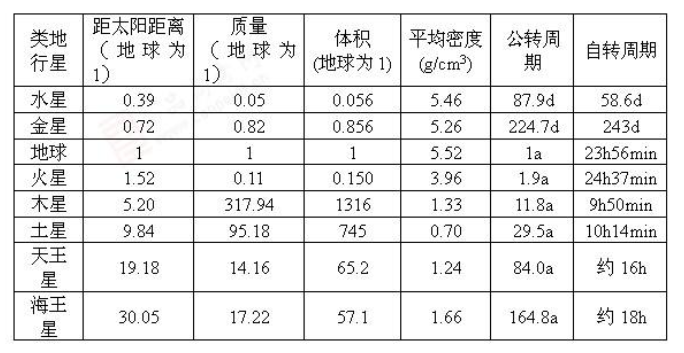 类地行星 距太阳距离（地球为1） 质量（地球为1） 体积(地球为1) 平均密度(g/cm³) 公转周期 自转周期
水星 0.39 0.05 0.056 5.46 87.9d 58.6d
金星 0.72 0.82 0.856 5.26 224.7d 243d
地球 1 1 1 5.52 1a 23h56min
火星 1.52 0.11 0.150 3.96 1.9a 24h37min
木星 5.20 317.94 1316 1.33 11.8a 9h50min
土星 9.84 95.18 745 0.70 29.5a 10h14min
天王星 19.18 14.16 65.2 1.24 84.0a 约16h
海王星 30.05 17.22 57.1 1.66 164.8a 约18h